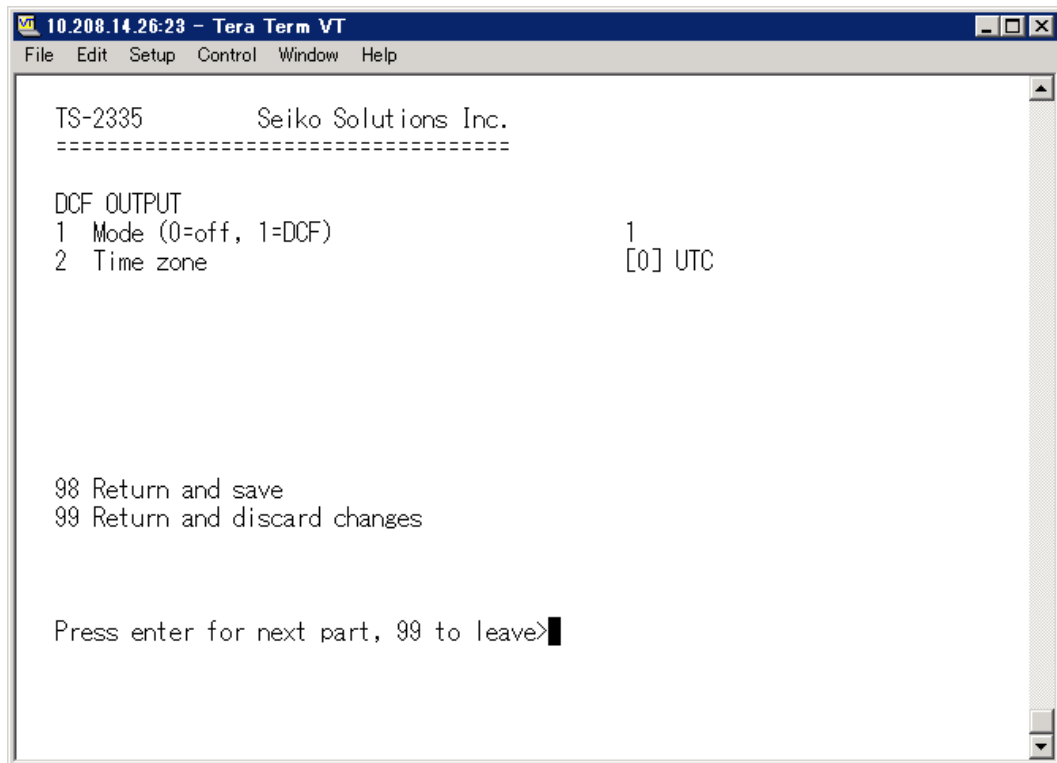 10.208.14.26:23 - Tera Term VT
File Edit Setup Control Window Help
TS-2335 Seiko Solutions Inc.
====================================
DCF OUTPUT
1 Mode (0=off, 1=DCF) 1
2 Time zone [0] UTC
98 Return and save
99 Return and discard changes
Press enter for next part, 99 to leave>